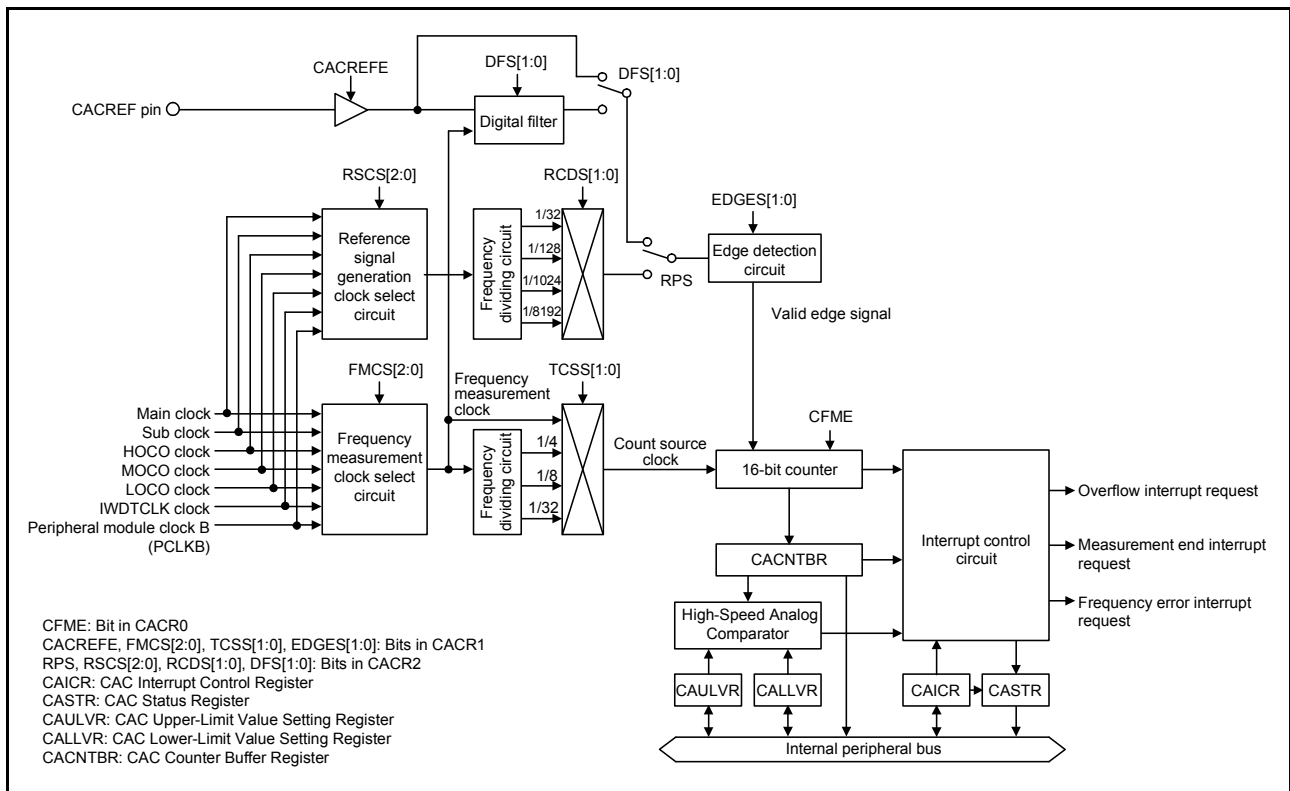 CACREFE
DFS[1:0]
DFS[1:0]
CACREF pin
Digital filter
RSCS[2:0]
RCDS[1:0]
EDGES[1:0]
Reference
signal
generation
clock select
circuit
Frequency
dividing circuit
1/32
1/128
1/1024
1/8192
RPS
Edge detection
circuit
Valid edge signal
FMCS[2:0]
Frequency
measurement
clock
TCSS[1:0]
Main clock
Sub clock
HOCO clock
MOCO clock
LOCO clock
IWDTCLK clock
Peripheral module clock B
(PCLKB)
Frequency
measurement
clock select
circuit
Frequency
dividing circuit
1/4
1/8
1/32
Count source
clock
CFME
16-bit counter
CACNTBR
High-Speed Analog
Comparator
Interrupt control
circuit
Overflow interrupt request
Measurement end interrupt
request
Frequency error interrupt
request
CAULVR
CALLVR
CAICR
CASTR
Internal peripheral bus
CFME: Bit in CACR0
CACREFE, FMCS[2:0], TCSS[1:0], EDGES[1:0]: Bits in CACR1
RPS, RSCS[2:0], RCDS[1:0], DFS[1:0]: Bits in CACR2
CAICR: CAC Interrupt Control Register
CASTR: CAC Status Register
CAULVR: CAC Upper-Limit Value Setting Register
CALLVR: CAC Lower-Limit Value Setting Register
CACNTBR: CAC Counter Buffer Register